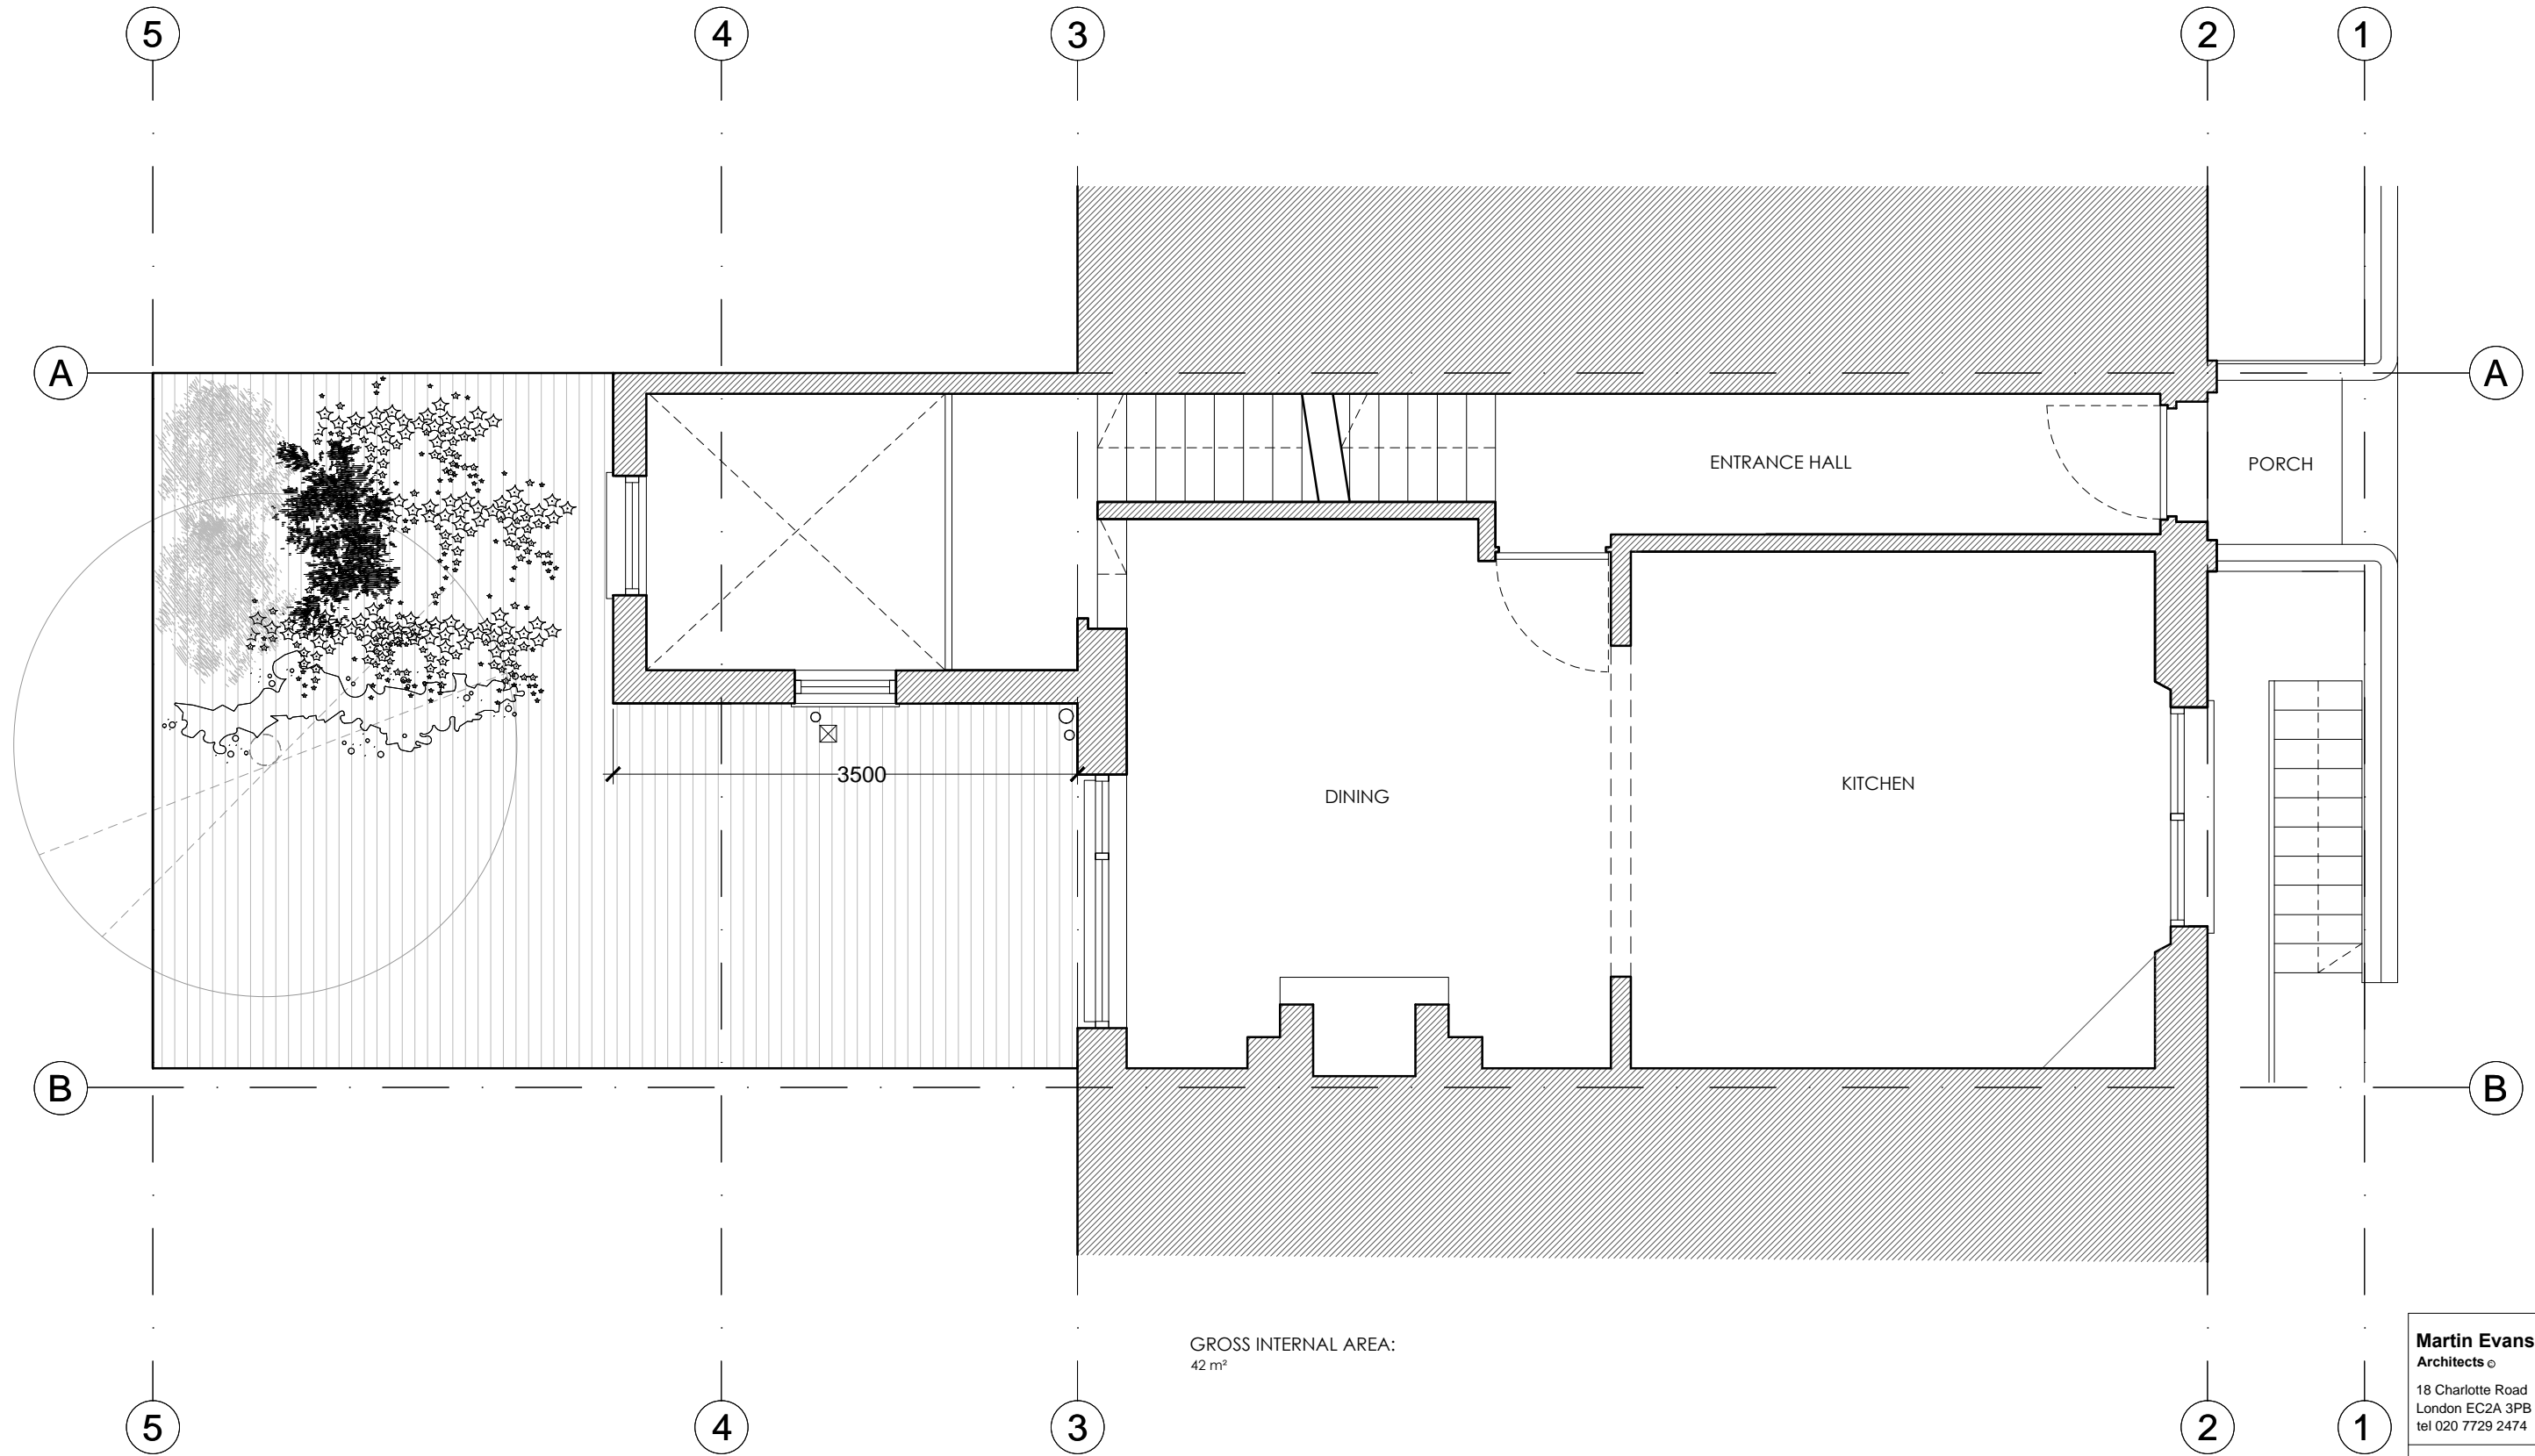 5 4 3 2 1
A A
ENTRANCE HALL
PORCH
3500
DINING
KITCHEN
B B
GROSS INTERNAL AREA:
42 m²
Martin Evans
Architects ©
18 Charlotte Road
London EC2A 3PB
tel 020 7729 2474
5 4 3 2 1